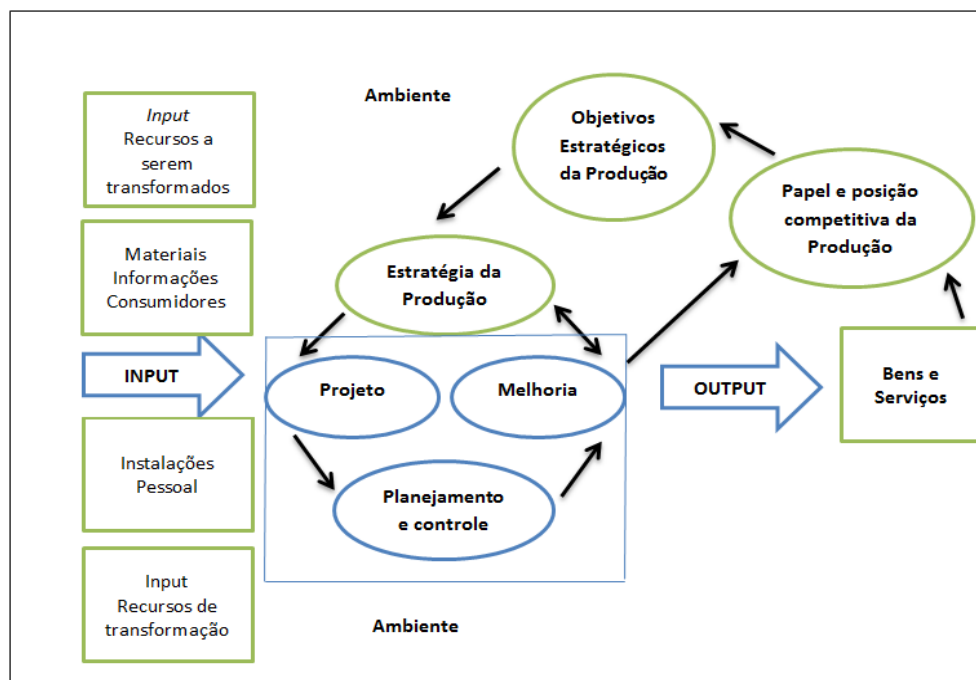 Ambiente
Input
Recursos a
serem
transformados
Materiais
Informações
Consumidores
INPUT
Instalações
Pessoal
Input
Recursos de
transformação
Objetivos
Estratégicos
da Produção
Papel e posição
competitiva da
Produção
Estratégia da
Produção
Projeto
Melhoria
Planejamento
e controle
OUTPUT
Bens e
Serviços
Ambiente